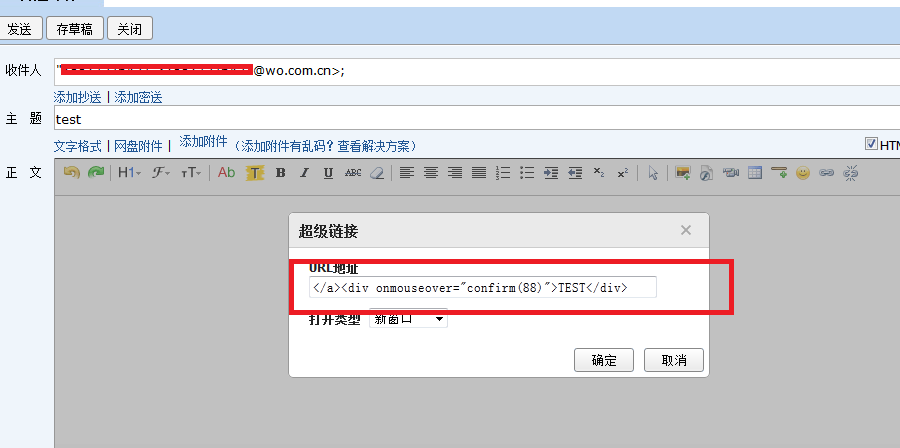 发送 存草稿 关闭
收件人 "@wo.com.cn>;
添加抄送 | 添加密送
主 题 test
文字格式 | 网盘附件 | 添加附件 （添加附件有乱码？查看解决方案） HTM
正 文 H1 F TT Ab T B I U ABC x₂ x²
超级链接 ×
URL地址
</a><div onmouseover="confirm(88)">TEST</div>
打开类型 新窗口
确定 取消